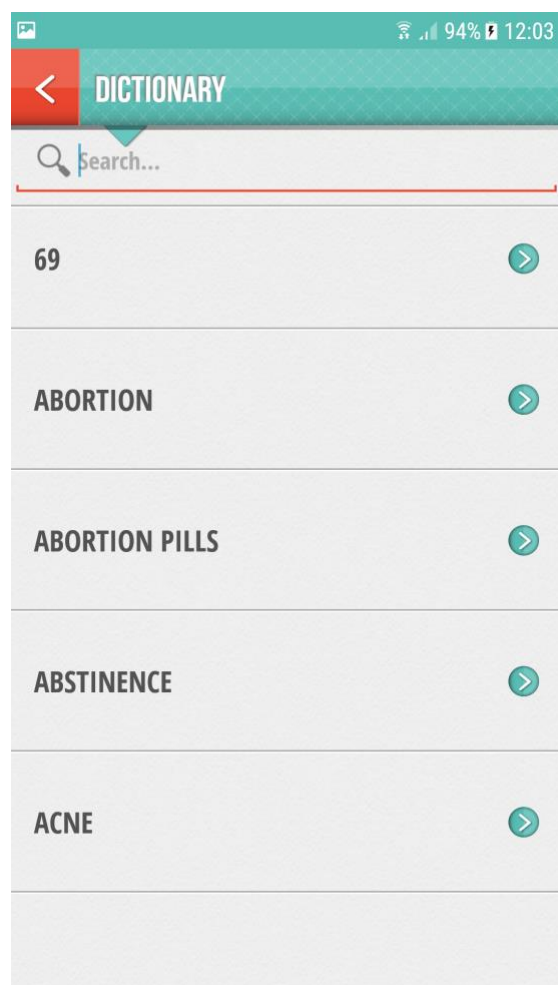 94% 12:03
DICTIONARY
Search...
69
ABORTION
ABORTION PILLS
ABSTINENCE
ACNE